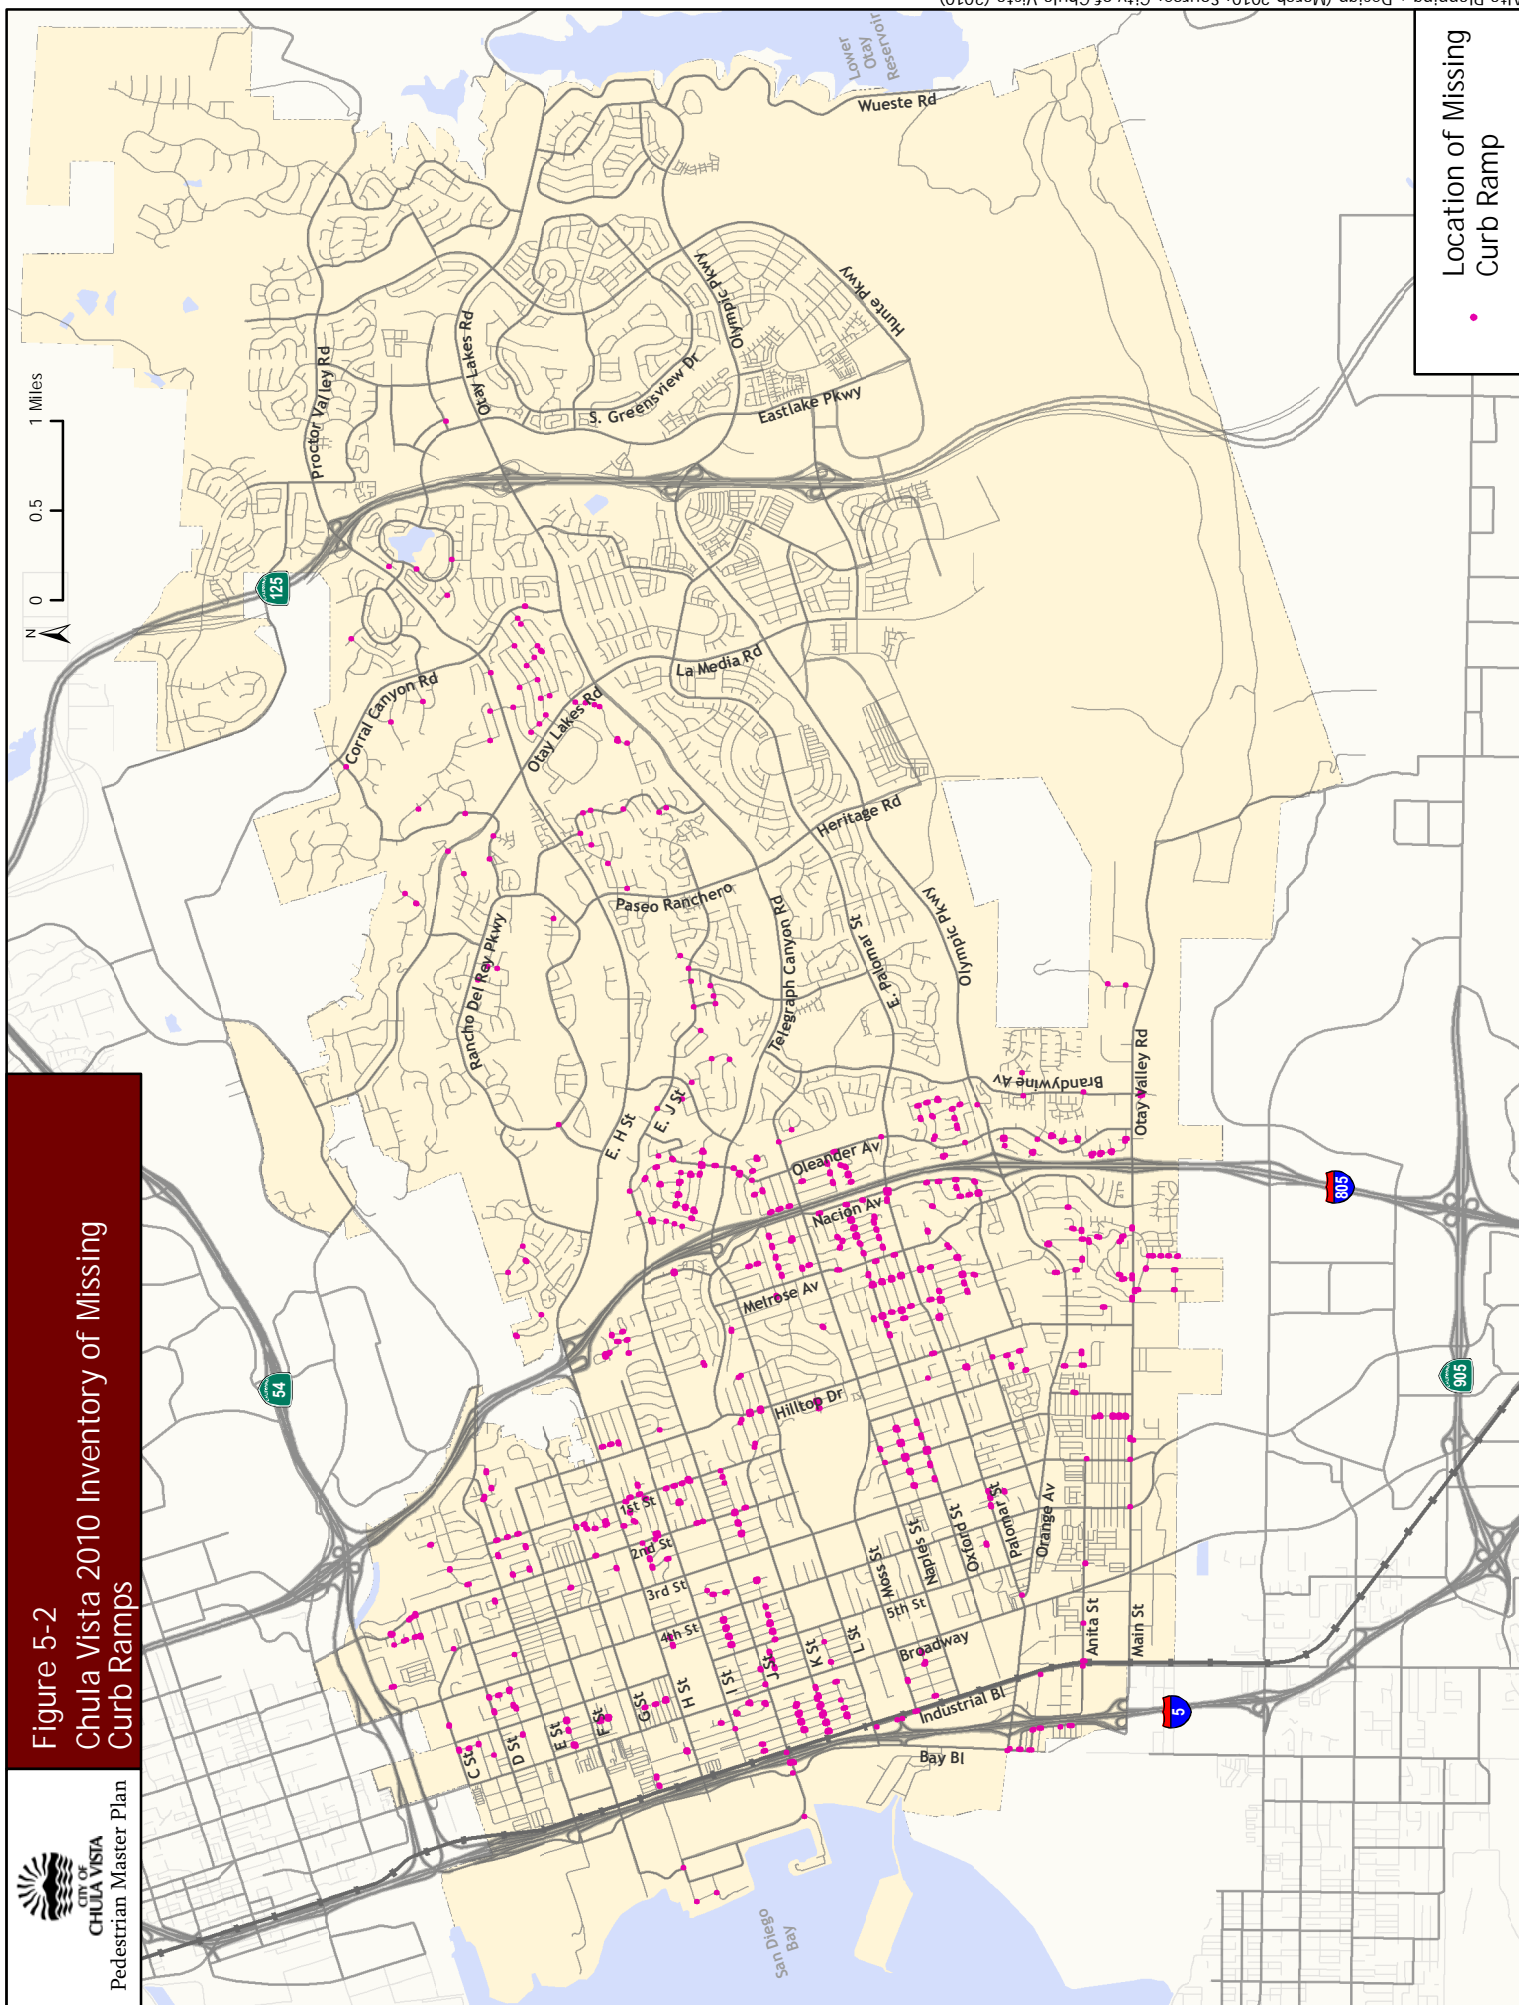 CITY OF
CHULA VISTA
Pedestrian Master Plan
Figure 5-2
Chula Vista 2010 Inventory of Missing
Curb Ramps
N
0
0.5
1 Miles
54
125
805
905
5
Lower
Otay
Reservoir
Wueste Rd
Proctor Valley Rd
Otay Lakes Rd
Olympic Pkwy
Hunte Pkwy
S. Greensview Dr
Eastlake Pkwy
Corral Canyon Rd
Otay Lakes Rd
La Media Rd
Heritage Rd
Paseo Ranchero
Rancho Del Rey Pkwy
Telegraph Canyon Rd
E. Palomar St
Olympic Pkwy
E. H St
E. J St
Brandywine Av
Otay Valley Rd
Oleander Av
Nacion Av
Melrose Av
Hilltop Dr
1st St
2nd St
3rd St
4th St
5th St
Moss St
Naples St
Oxford St
Palomar St
Orange Av
Anita St
Main St
Broadway
Industrial Bl
Bay Bl
C St
D St
E St
F St
G St
H St
I St
J St
K St
L St
San Diego
Bay
Location of Missing
Curb Ramp